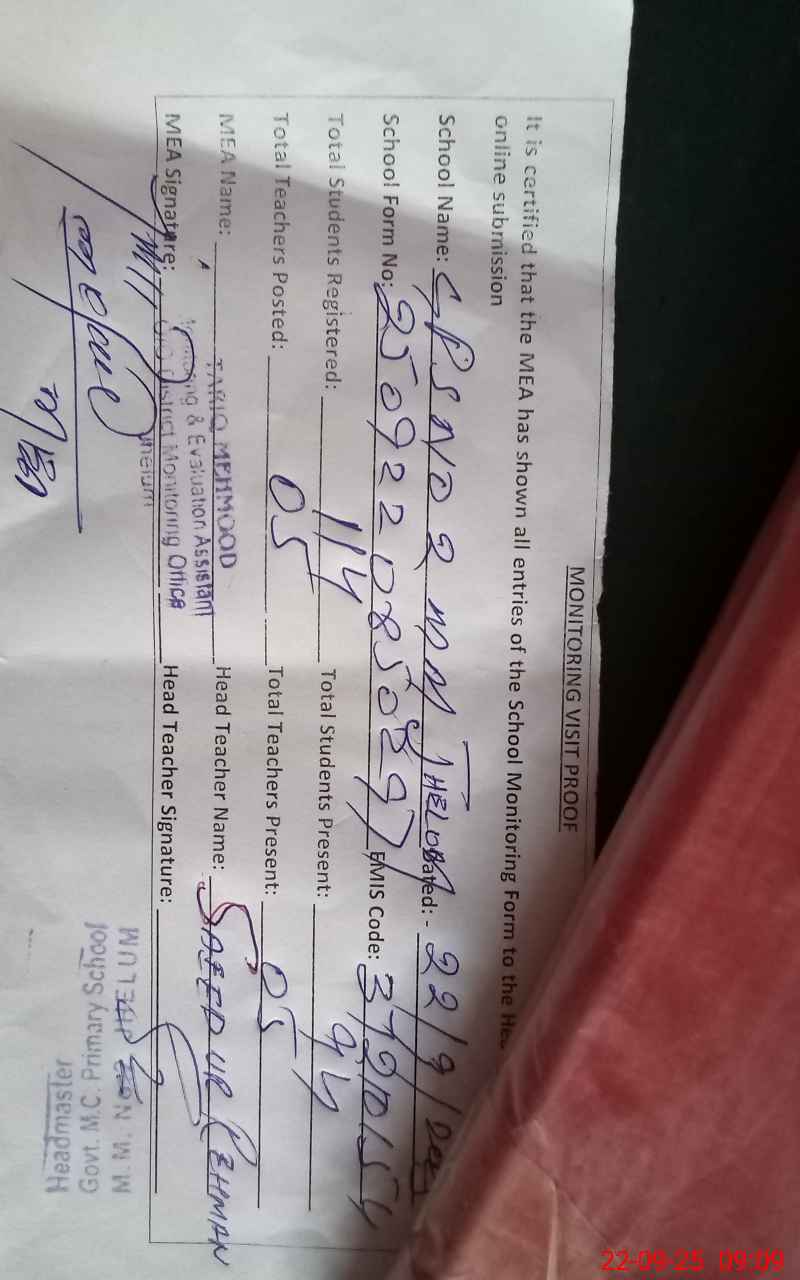 MONITORING VISIT PROOF
It is certified that the MEA has shown all entries of the School Monitoring Form to the
online submission
School Name: GPS NO 2 MM JHELUM Dated: - 22/9/
School Form No: 2509220850897 EMIS Code: 37210154
Total Students Registered: 114 Total Students Present: 94
Total Teachers Posted: 05 Total Teachers Present: 05
MEA Name: TARIQ MEHMOOD Head Teacher Name: SAEED UR REHMAN
& Evaluation Assistant
MEA Signature: District Monitoring Office Head Teacher Signature:
Jhelum
Headmaster
Govt. M.C. Primary School
M.M. No JHELUM
22-09-25 09:09